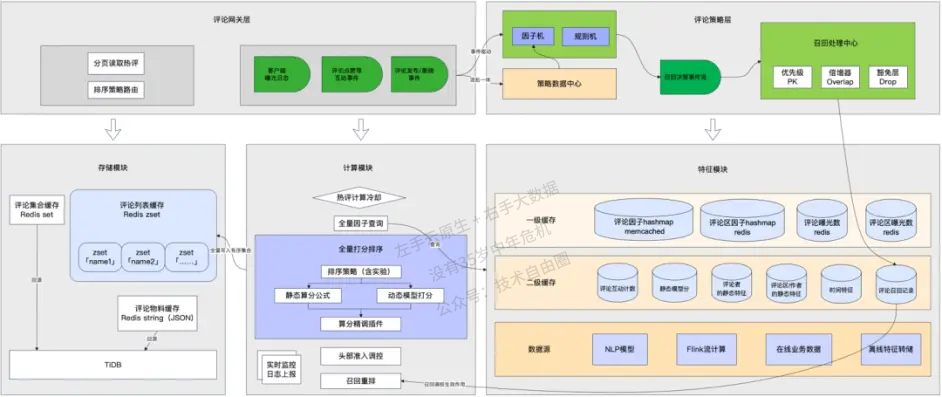 评论网关层
分页读取热评
排序策略路由
客户端
曝光日志
评论点赞等
互动事件
评论发布/删除
事件
事件驱动
评论策略层
因子机
规则机
策略数据中心
召回决策事件流
召回处理中心
优先级
PK
倍增器
Overlap
豁免层
Drop
存储模块
评论集合缓存
Redis set
评论列表缓存
Redis zset
zset
「name1」
zset
「name2」
zset
「……」
回源
评论物料缓存
Redis string（JSON）
回源
TIDB
全量写入有序集合
计算模块
热评计算冷却
全量因子查询
查询
全量打分排序
排序策略（含实验）
静态算分公式
动态模型打分
算分精调插件
实时监控
日志上报
头部准入调控
召回重排
特征模块
一级缓存
评论因子hashmap
memcached
评论区因子hashmap
redis
评论曝光数
redis
评论区曝光数
redis
二级缓存
评论互动计数
静态模型分
评论者
的静态特征
评论区/作者
的静态特征
时间特征
评论召回记录
数据源
NLP模型
Flink流计算
在线业务数据
离线特征转储
左手云原生+右手大数据
没有35岁中年危机
公众号：技术自由圈